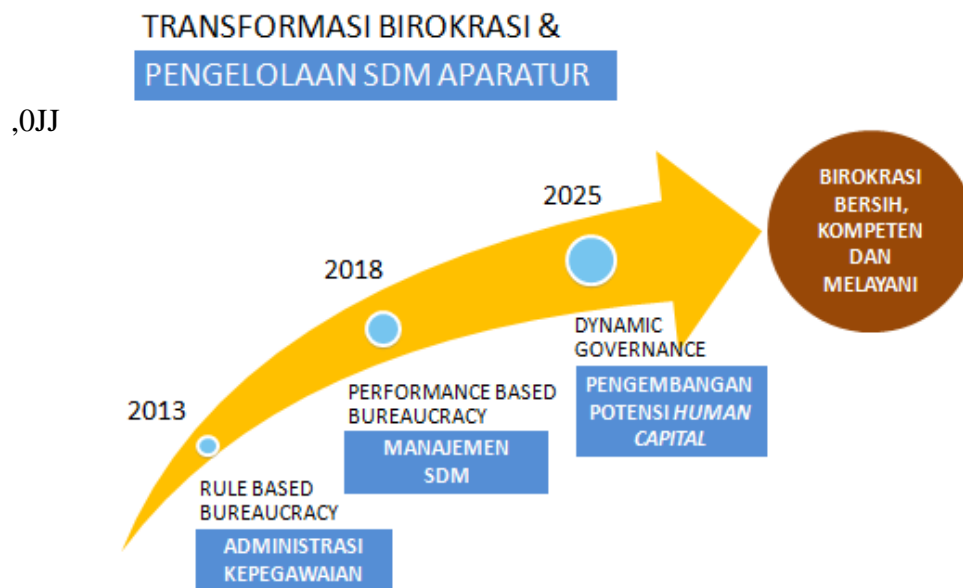 TRANSFORMASI BIROKRASI &
PENGELOLAAN SDM APARATUR
,0JJ
2013
RULE BASED
BUREAUCRACY
ADMINISTRASI
KEPEGAWAIAN
2018
PERFORMANCE BASED
BUREAUCRACY
MANAJEMEN
SDM
2025
DYNAMIC
GOVERNANCE
PENGEMBANGAN
POTENSI HUMAN
CAPITAL
BIROKRASI
BERSIH,
KOMPETEN
DAN
MELAYANI